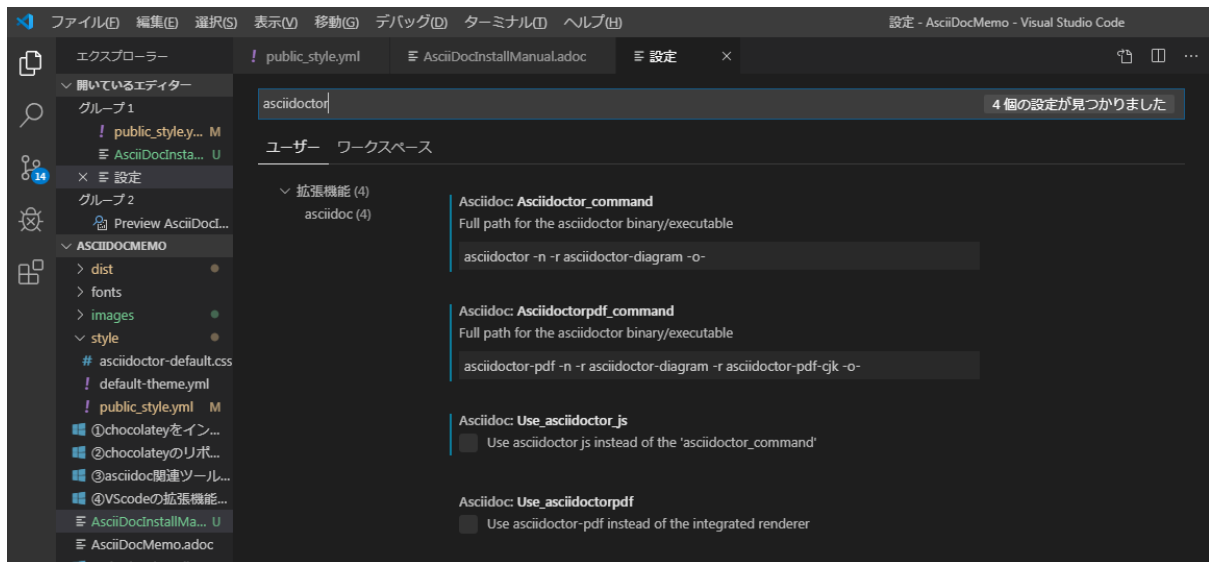 ファイル(F) 編集(E) 選択(S) 表示(V) 移動(G) デバッグ(D) ターミナル(T) ヘルプ(H) 設定 - AsciiDocMemo - Visual Studio Code
エクスプローラー
! public_style.yml
AsciiDocInstallManual.adoc
設定 ×
開いているエディター
グループ 1
! public_style.y... M
AsciiDocInsta... U
× 設定
グループ 2
Preview AsciiDocI...
14
ASCIIDOCMEMO
> dist
> fonts
> images
style
# asciidoctor-default.css
! default-theme.yml
! public_style.yml M
①chocolateyをイン...
②chocolateyのリポ...
③asciidoc関連ツール...
④VScodeの拡張機能...
AsciiDocInstallMa... U
AsciiDocMemo.adoc
asciidoctor
4 個の設定が見つかりました
ユーザー ワークスペース
拡張機能 (4)
asciidoc (4)
Asciidoc: Asciidoctor_command
Full path for the asciidoctor binary/executable
asciidoctor -n -r asciidoctor-diagram -o-
Asciidoc: Asciidoctorpdf_command
Full path for the asciidoctor binary/executable
asciidoctor-pdf -n -r asciidoctor-diagram -r asciidoctor-pdf-cjk -o-
Asciidoc: Use_asciidoctor_js
Use asciidoctor js instead of the 'asciidoctor_command'
Asciidoc: Use_asciidoctorpdf
Use asciidoctor-pdf instead of the integrated renderer